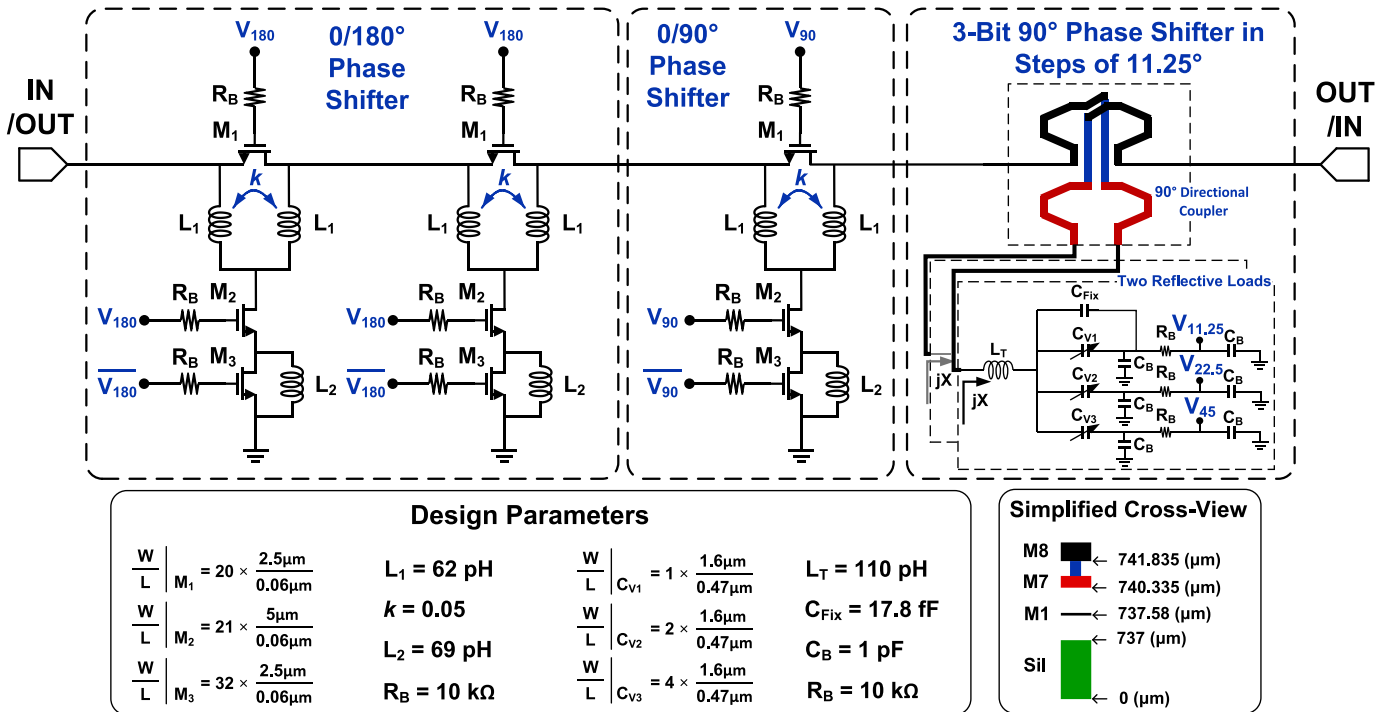 IN
/OUT
V180
0/180°
Phase
Shifter
V180
0/90°
Phase
Shifter
V90
3-Bit 90° Phase Shifter in
Steps of 11.25°
OUT
/IN
RB
M1
RB
M1
RB
M1
k
k
k
L1
L1
L1
L1
L1
L1
90° Directional
Coupler
RB
M2
RB
M2
RB
M2
V180
V180
V90
RB
M3
RB
M3
RB
M3
V̅180
V̅180
V̅90
L2
L2
L2
Two Reflective Loads
CFix
CV1
RB
V11.25
CB
LT
CB
jX
jX
CV2
RB
V22.5
CB
CB
CV3
RB
V45
CB
CB
Design Parameters
W/L|M1 = 20 × 2.5μm/0.06μm
L1 = 62 pH
W/L|CV1 = 1 × 1.6μm/0.47μm
LT = 110 pH
W/L|M2 = 21 × 5μm/0.06μm
k = 0.05
W/L|CV2 = 2 × 1.6μm/0.47μm
CFix = 17.8 fF
L2 = 69 pH
CB = 1 pF
W/L|M3 = 32 × 2.5μm/0.06μm
RB = 10 kΩ
W/L|CV3 = 4 × 1.6μm/0.47μm
RB = 10 kΩ
Simplified Cross-View
M8
741.835 (μm)
M7
740.335 (μm)
M1
737.58 (μm)
737 (μm)
Sil
0 (μm)